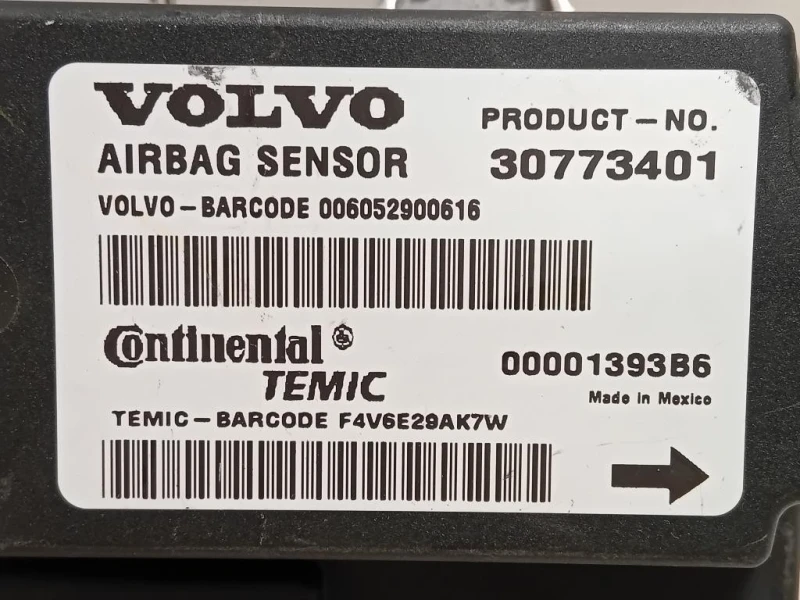 VOLVO
PRODUCT-NO.
AIRBAG SENSOR 30773401
VOLVO-BARCODE 006052900616
Continental
TEMIC
00001393B6
Made in Mexico
TEMIC-BARCODE F4V6E29AK7W